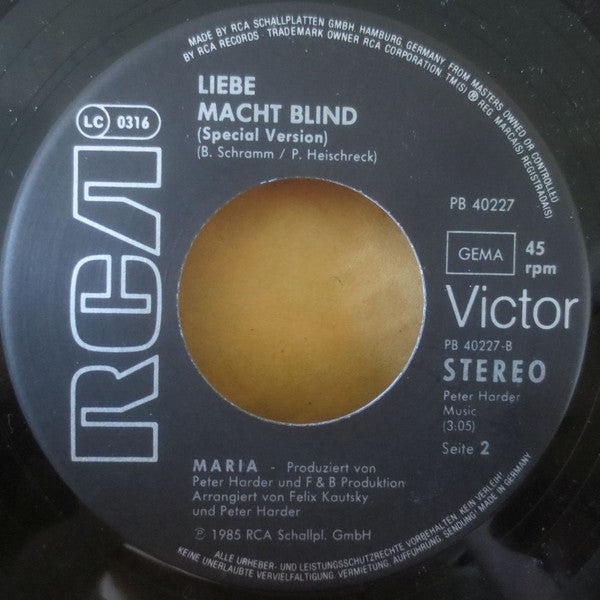 MADE BY RCA SCHALLPLATTEN GMBH, HAMBURG, GERMANY, FROM MASTERS OWNED OR CONTROLLED
BY RCA RECORDS · TRADEMARK OWNER RCA CORPORATION, TM(S) ® REG. MARCA(S) REGISTRADA(S)
LIEBE
MACHT BLIND
(Special Version)
(B. Schramm / P. Heischreck)
LC 0316
RCA
PB 40227
GEMA
45
rpm
Victor
PB 40227-B
STEREO
Peter Harder
Music
(3.05)
Seite 2
MARIA - Produziert von
Peter Harder und F & B Produktion
Arrangiert von Felix Kautsky
und Peter Harder
℗ 1985 RCA Schallpl. GmbH
ALLE URHEBER- UND LEISTUNGSSCHUTZRECHTE VORBEHALTEN. KEIN VERLEIH!
KEINE UNERLAUBTE VERVIELFÄLTIGUNG, VERMIETUNG, AUFFÜHRUNG, SENDUNG! MADE IN GERMANY.